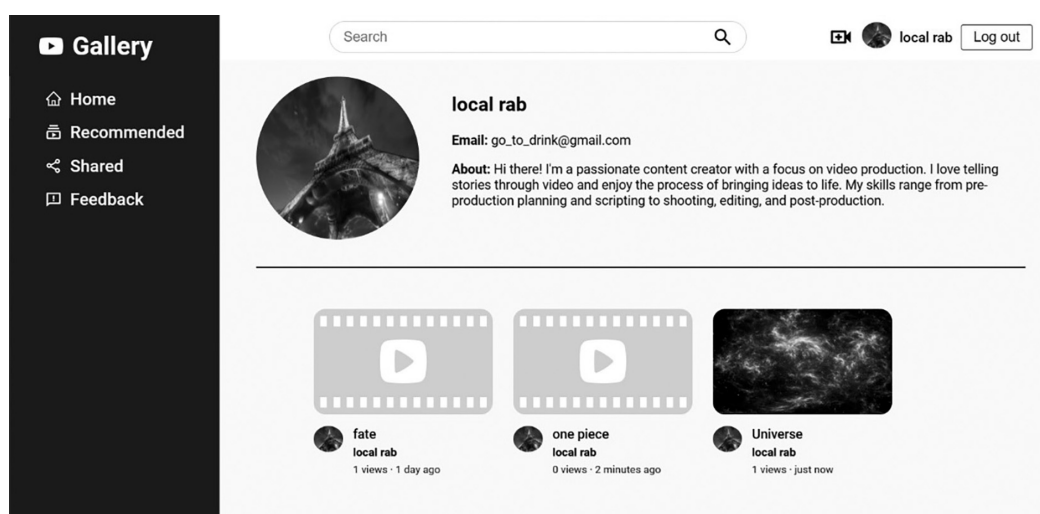 Gallery
Search
local rab
Log out
Home
Recommended
Shared
Feedback
local rab
Email: go_to_drink@gmail.com
About: Hi there! I'm a passionate content creator with a focus on video production. I love telling
stories through video and enjoy the process of bringing ideas to life. My skills range from pre-
production planning and scripting to shooting, editing, and post-production.
fate
local rab
1 views · 1 day ago
one piece
local rab
0 views · 2 minutes ago
Universe
local rab
1 views · just now